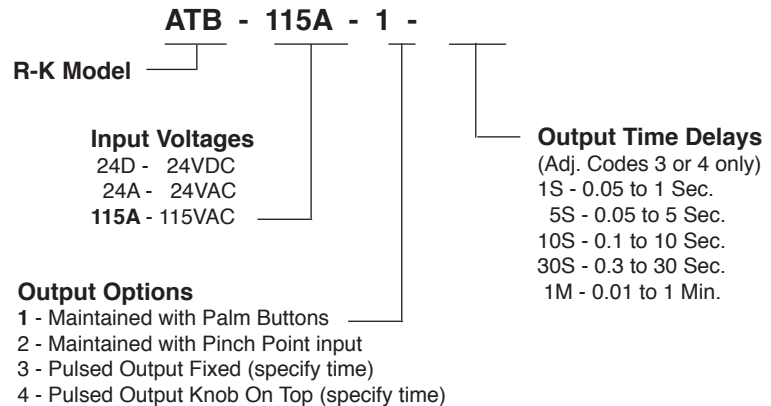 ATB - 115A - 1 -
R-K Model
Input Voltages
24D - 24VDC
24A - 24VAC
115A - 115VAC
Output Options
1 - Maintained with Palm Buttons
2 - Maintained with Pinch Point input
3 - Pulsed Output Fixed (specify time)
4 - Pulsed Output Knob On Top (specify time)
Output Time Delays
(Adj. Codes 3 or 4 only)
1S - 0.05 to 1 Sec.
5S - 0.05 to 5 Sec.
10S - 0.1 to 10 Sec.
30S - 0.3 to 30 Sec.
1M - 0.01 to 1 Min.